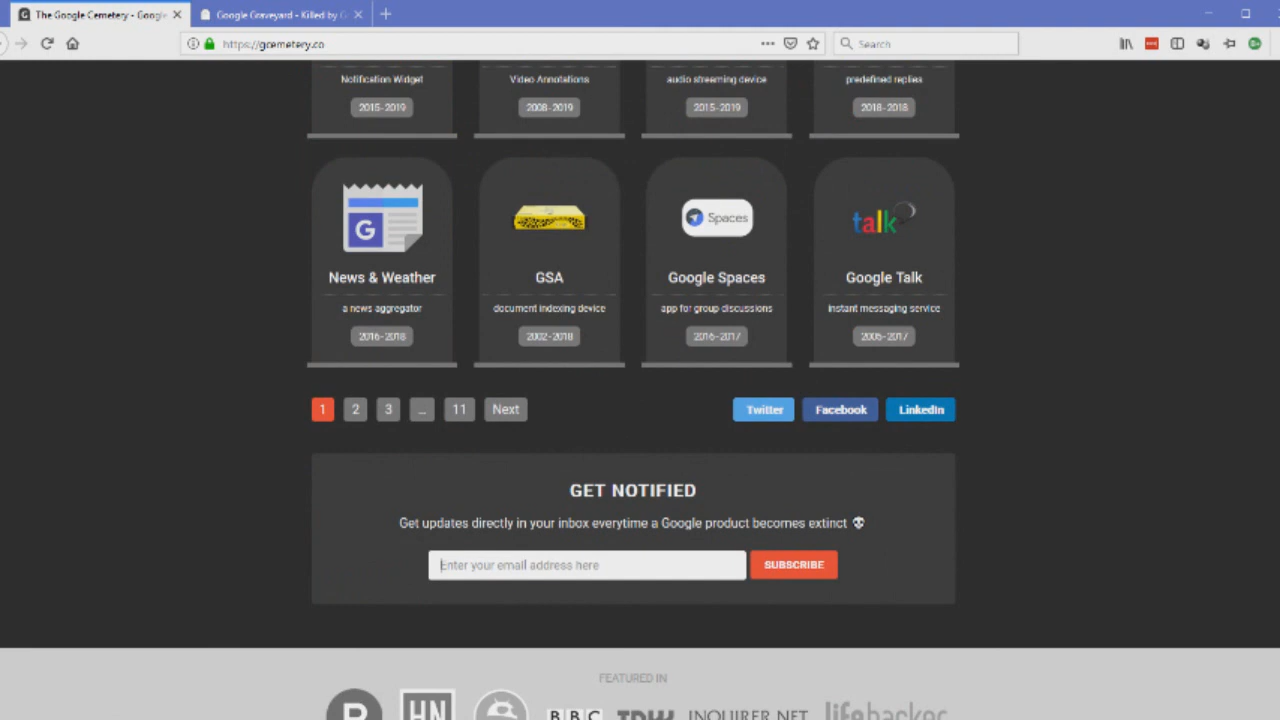 The Google Cemetery - Google
Google Graveyard - Killed by G
https://gcemetery.co
Search
Notification Widget
Video Annotations
audio streaming device
predefined replies
2015-2019
2008-2019
2015-2019
2018-2018
G
Spaces
talk
News & Weather
GSA
Google Spaces
Google Talk
a news aggregator
document indexing device
app for group discussions
instant messaging service
2016-2018
2002-2018
2016-2017
2005-2017
1 2 3 ... 11 Next
Twitter Facebook LinkedIn
GET NOTIFIED
Get updates directly in your inbox everytime a Google product becomes extinct
Enter your email address here
SUBSCRIBE
FEATURED IN
HN
BBC
INQUIRER.NET
lifehacker